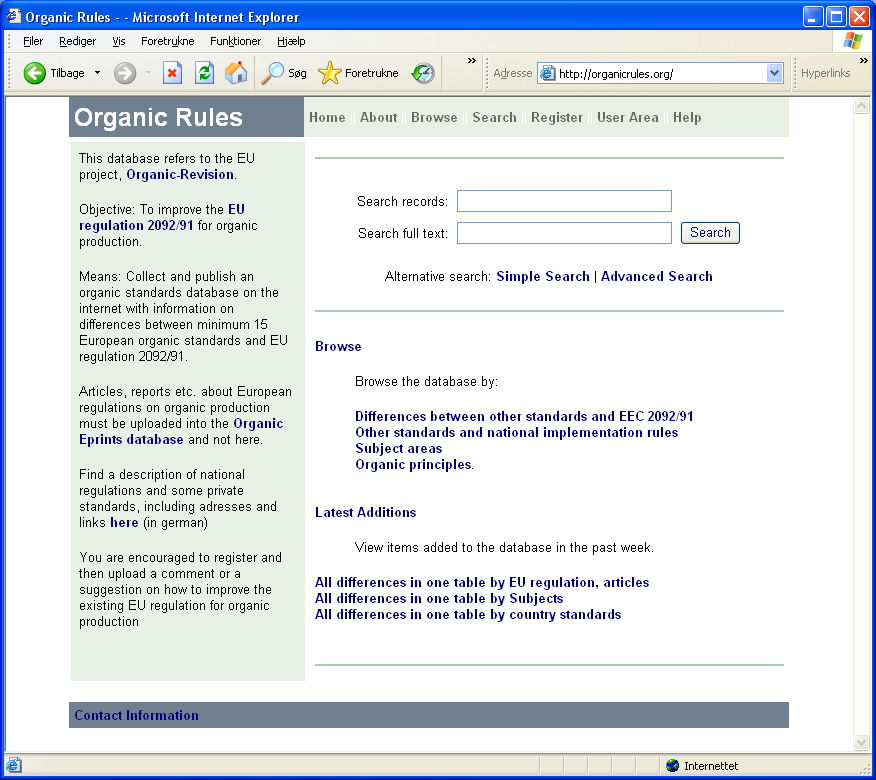 Organic Rules - - Microsoft Internet Explorer
Filer Rediger Vis Foretrukne Funktioner Hjælp
Tilbage Søg Foretrukne » Adresse http://organicrules.org/ Hyperlinks »
Organic Rules
Home About Browse Search Register User Area Help
This database refers to the EU
project, Organic-Revision.
Objective: To improve the EU
regulation 2092/91 for organic
production.
Means: Collect and publish an
organic standards database on the
internet with information on
differences between minimum 15
European organic standards and EU
regulation 2092/91.
Articles, reports etc. about European
regulations on organic production
must be uploaded into the Organic
Eprints database and not here.
Find a description of national
regulations and some private
standards, including adresses and
links here (in german)
You are encouraged to register and
then upload a comment or a
suggestion on how to improve the
existing EU regulation for organic
production
Search records:
Search full text: Search
Alternative search: Simple Search | Advanced Search
Browse
Browse the database by:
Differences between other standards and EEC 2092/91
Other standards and national implementation rules
Subject areas
Organic principles.
Latest Additions
View items added to the database in the past week.
All differences in one table by EU regulation, articles
All differences in one table by Subjects
All differences in one table by country standards
Contact Information
Internettet